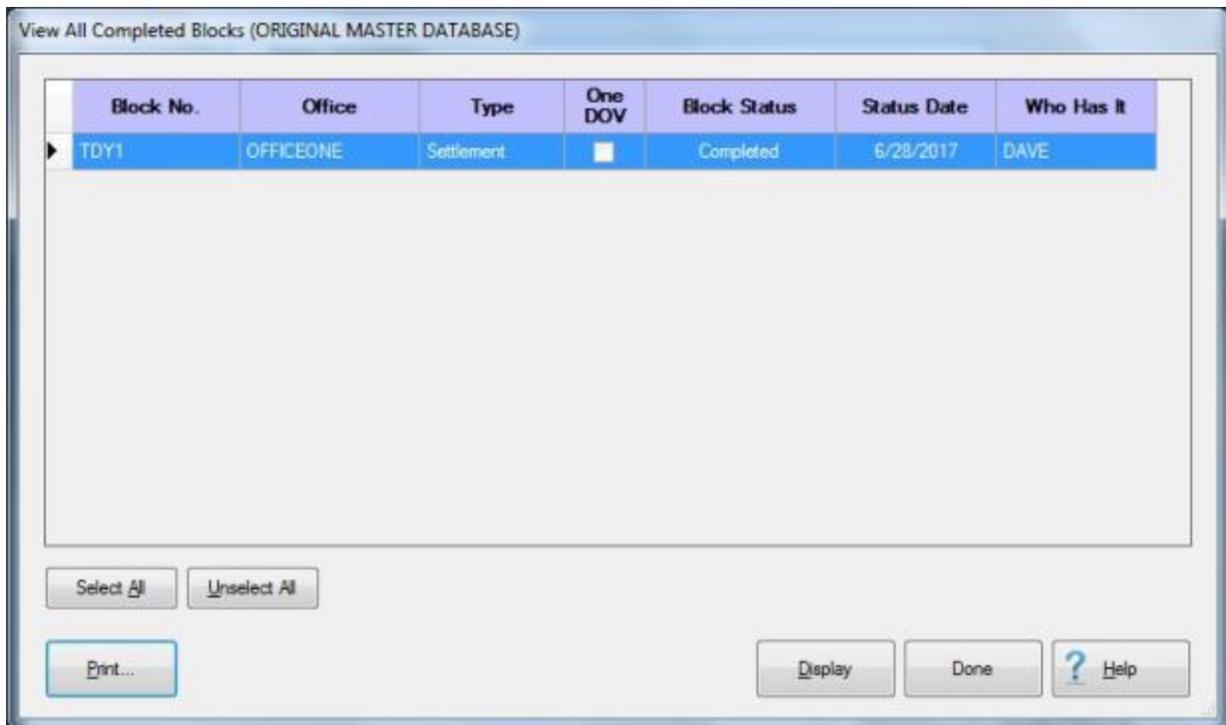 View All Completed Blocks (ORIGINAL MASTER DATABASE)
Block No. Office Type One DOV Block Status Status Date Who Has It
TDY1 OFFICEONE Settlement Completed 6/28/2017 DAVE
Select All Unselect All
Print... Display Done ? Help